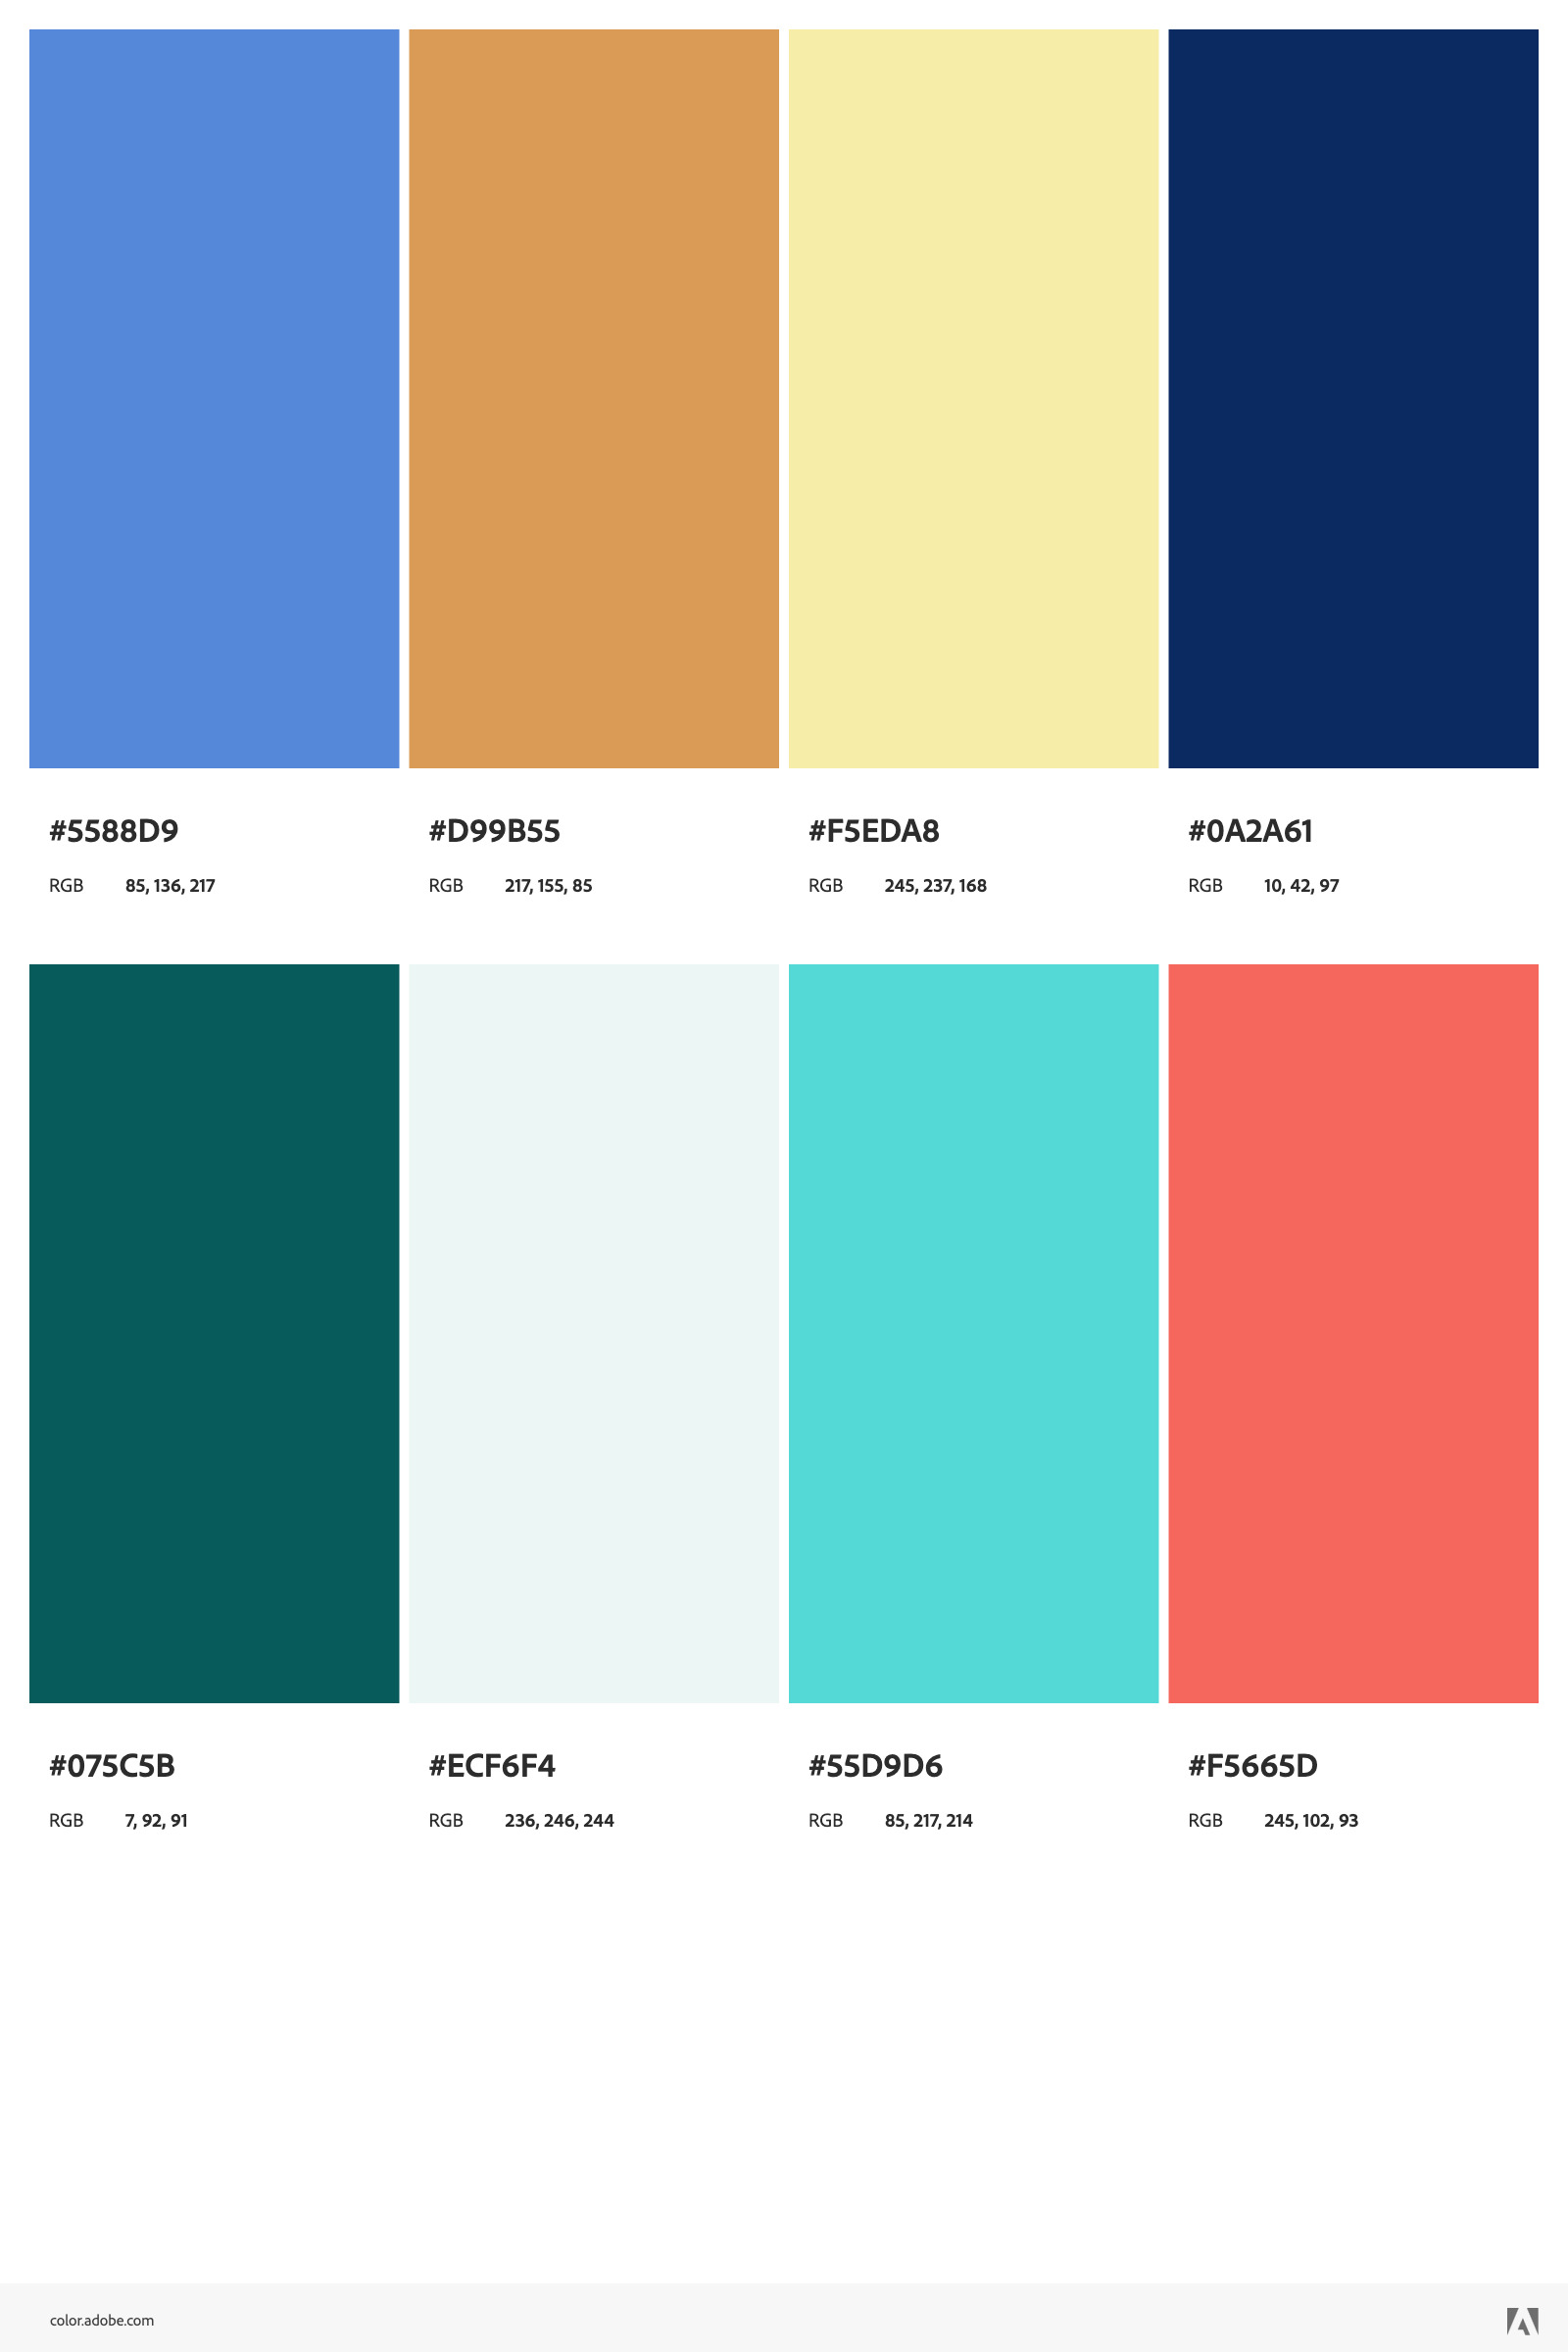 #5588D9 #D99B55 #F5EDA8 #0A2A61
RGB 85, 136, 217 RGB 217, 155, 85 RGB 245, 237, 168 RGB 10, 42, 97
#075C5B #ECF6F4 #55D9D6 #F5665D
RGB 7, 92, 91 RGB 236, 246, 244 RGB 85, 217, 214 RGB 245, 102, 93
color.adobe.com